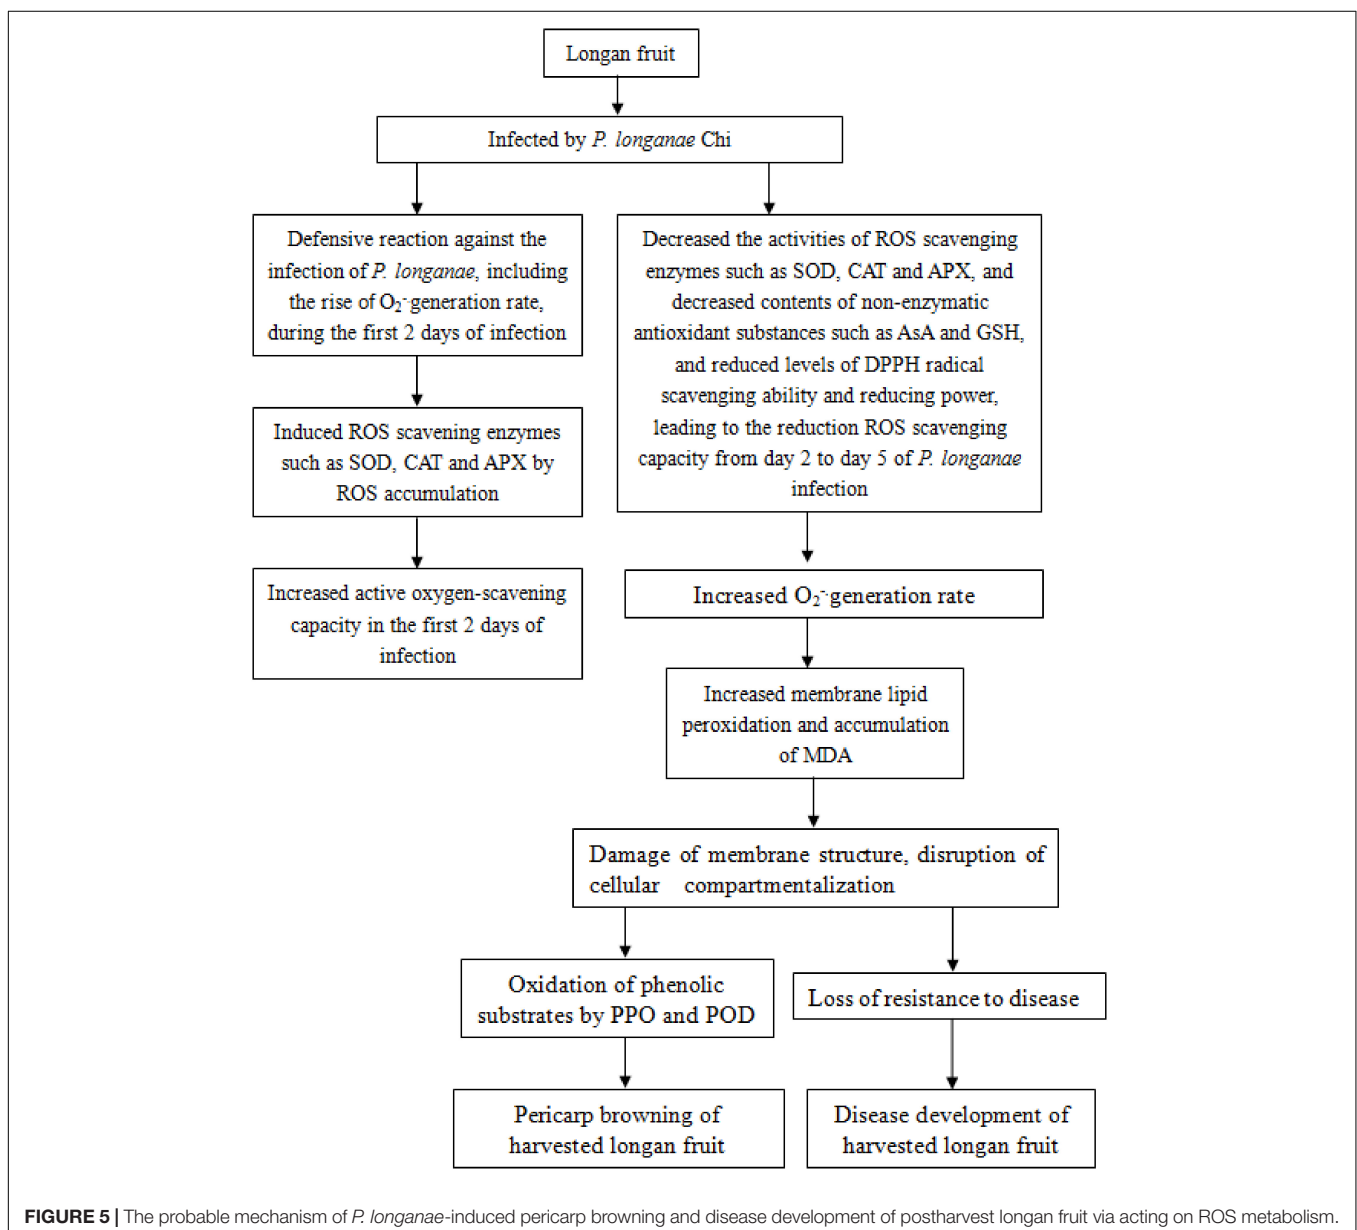 Longan fruit
Infected by P. longanae Chi
Defensive reaction against the
infection of P. longanae, including
the rise of O₂⁻·generation rate,
during the first 2 days of infection
Induced ROS scavening enzymes
such as SOD, CAT and APX by
ROS accumulation
Increased active oxygen-scavening
capacity in the first 2 days of
infection
Decreased the activities of ROS scavenging
enzymes such as SOD, CAT and APX, and
decreased contents of non-enzymatic
antioxidant substances such as AsA and GSH,
and reduced levels of DPPH radical
scavenging ability and reducing power,
leading to the reduction ROS scavenging
capacity from day 2 to day 5 of P. longanae
infection
Increased O₂⁻·generation rate
Increased membrane lipid
peroxidation and accumulation
of MDA
Damage of membrane structure, disruption of
cellular compartmentalization
Oxidation of phenolic
substrates by PPO and POD
Loss of resistance to disease
Pericarp browning of
harvested longan fruit
Disease development of
harvested longan fruit
FIGURE 5 | The probable mechanism of P. longanae-induced pericarp browning and disease development of postharvest longan fruit via acting on ROS metabolism.